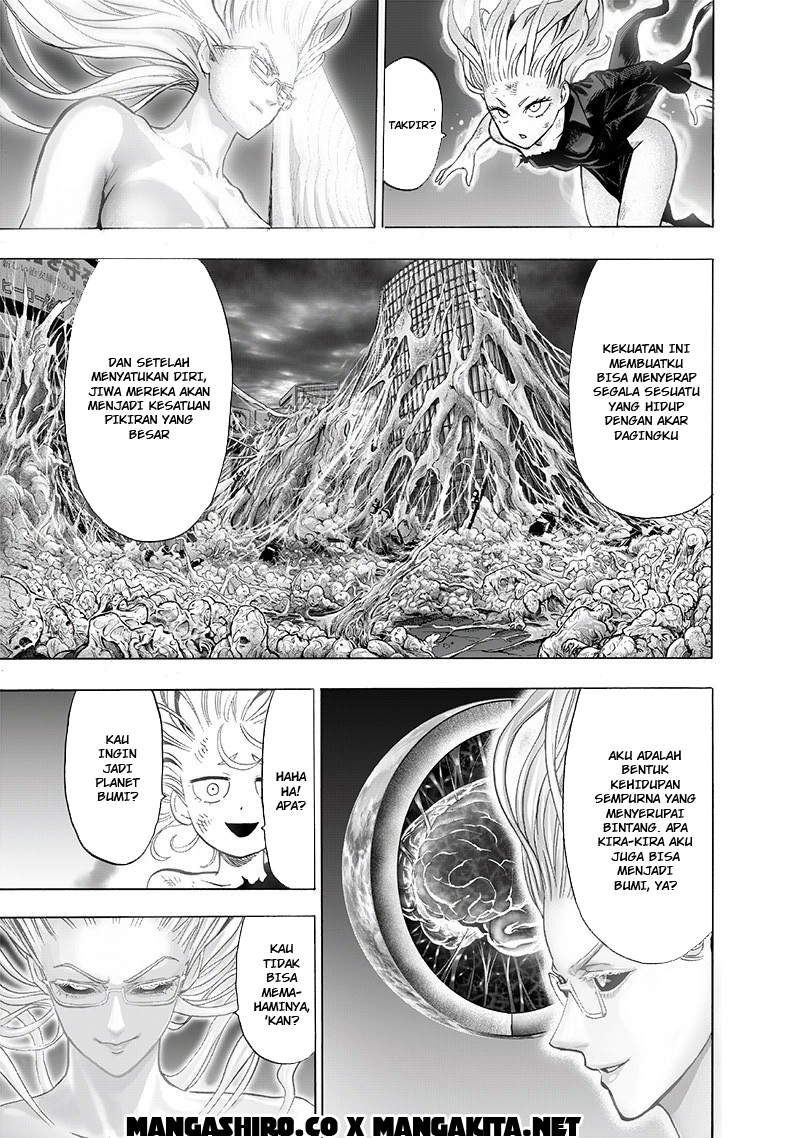 TAKDIR?
KEKUATAN INI
MEMBUATKU
BISA MENYERAP
SEGALA SESUATU
YANG HIDUP
DENGAN AKAR
DAGINGKU
DAN SETELAH
MENYATUKAN DIRI,
JIWA MEREKA AKAN
MENJADI KESATUAN
PIKIRAN YANG
BESAR
AKU ADALAH
BENTUK
KEHIDUPAN
SEMPURNA YANG
MENYERUPAI
BINTANG. APA
KIRA-KIRA AKU
JUGA BISA
MENJADI
BUMI, YA?
HAHA
HA!
APA?
KAU
INGIN
JADI
PLANET
BUMI?
KAU
TIDAK
BISA
MEMA-
HAMINYA,
'KAN?
MANGASHIRO.CO X MANGAKITA.NET